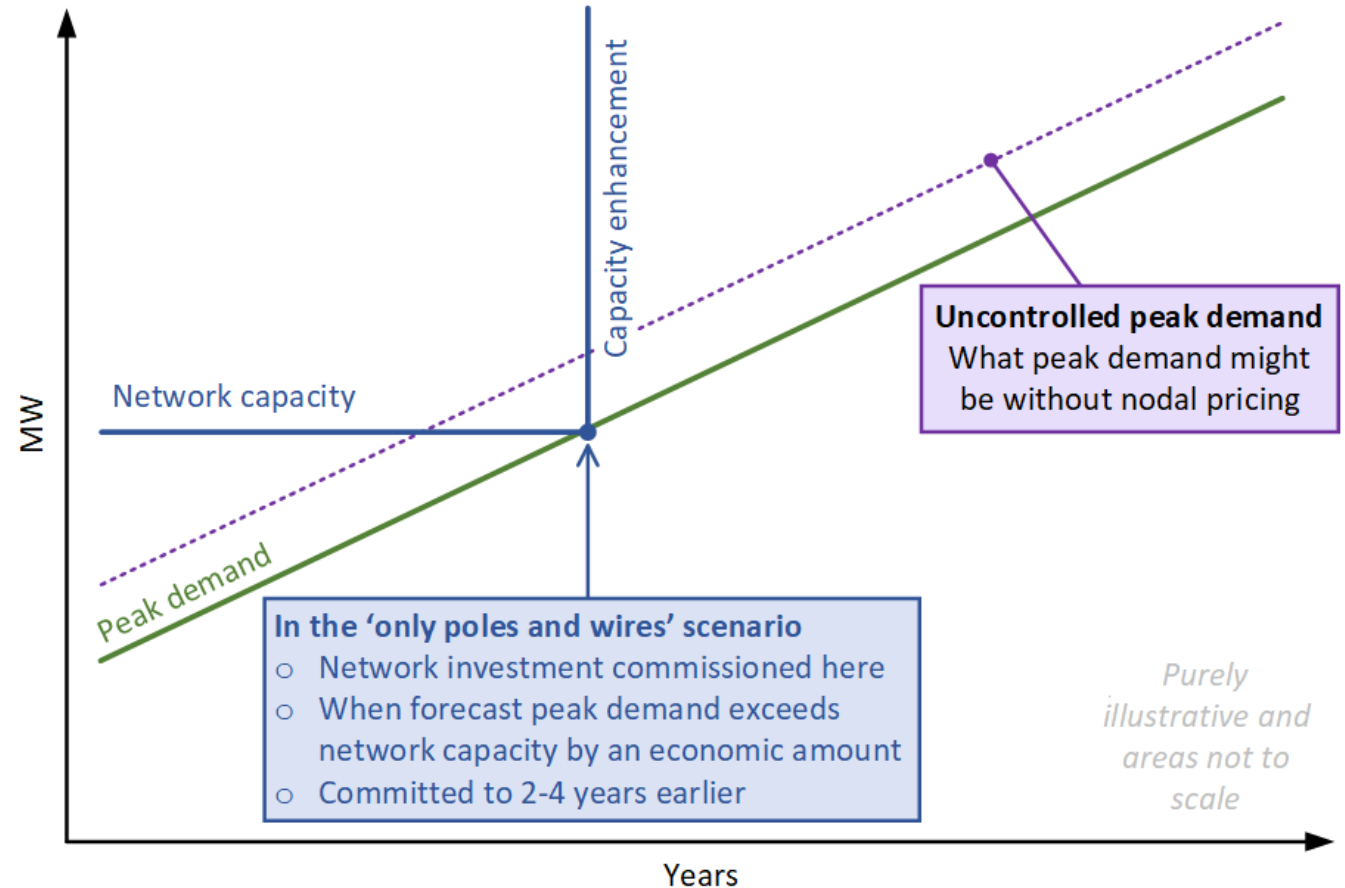 Capacity enhancement
Network capacity
MW
Uncontrolled peak demand
What peak demand might
be without nodal pricing
Peak demand
In the ‘only poles and wires’ scenario
o Network investment commissioned here
o When forecast peak demand exceeds
network capacity by an economic amount
o Committed to 2-4 years earlier
Purely
illustrative and
areas not to
scale
Years